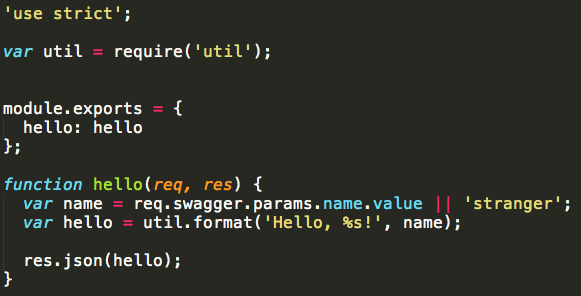 'use strict';
var util = require('util');
module.exports = {
  hello: hello
};
function hello(req, res) {
  var name = req.swagger.params.name.value || 'stranger';
  var hello = util.format('Hello, %s!', name);
  res.json(hello);
}